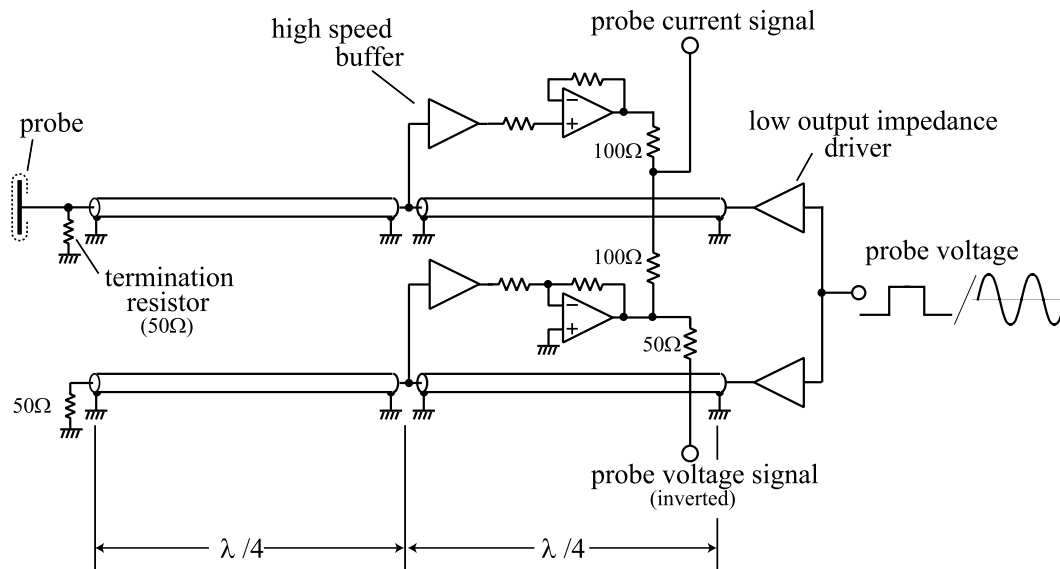 probe current signal
high speed
buffer
probe
low output impedance
driver
100Ω
probe voltage
termination
resistor
(50Ω)
100Ω
50Ω
50Ω
probe voltage signal
(inverted)
λ /4
λ /4